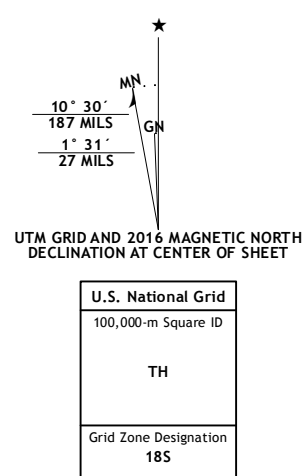 ★
MN
10° 30´
187 MILS
GN
1° 31´
27 MILS
UTM GRID AND 2016 MAGNETIC NORTH
DECLINATION AT CENTER OF SHEET
U.S. National Grid
100,000-m Square ID
TH
Grid Zone Designation
18S